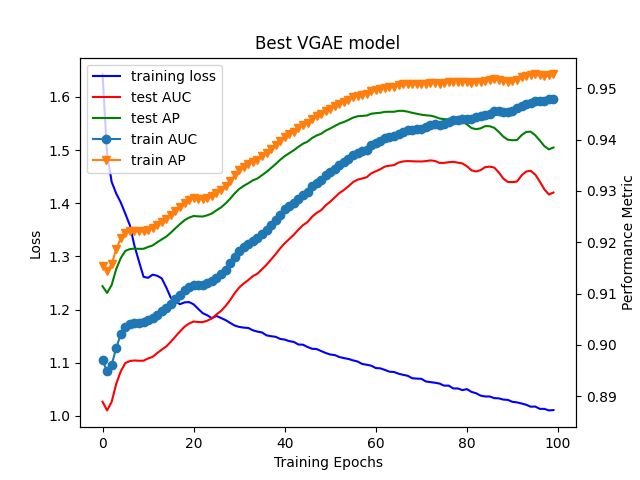 Best VGAE model
training loss
test AUC
test AP
train AUC
train AP
1.6
1.5
1.4
1.3
1.2
1.1
1.0
Loss
0.95
0.94
0.93
0.92
0.91
0.90
0.89
Performance Metric
0
20
40
60
80
100
Training Epochs